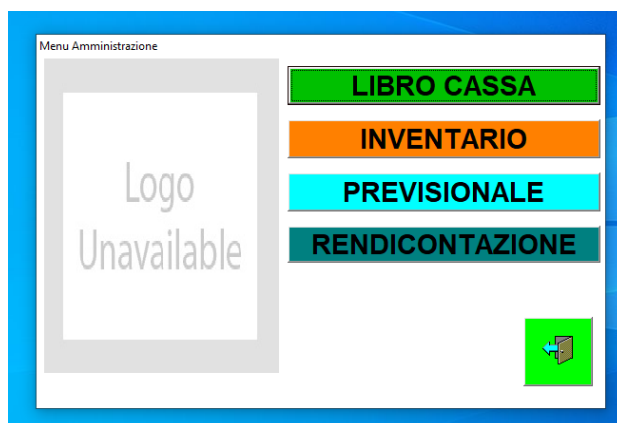 Menu Amministrazione
LIBRO CASSA
INVENTARIO
PREVISIONALE
RENDICONTAZIONE
Logo
Unavailable